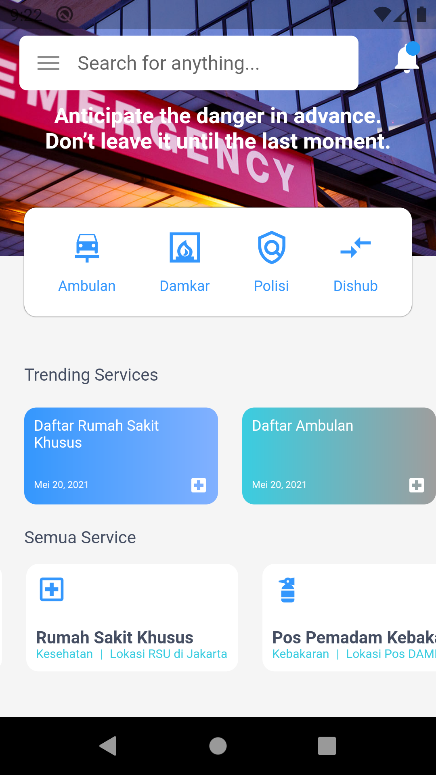 9:22
Search for anything...
EMERGENCY
EMERGENCY
Anticipate the danger in advance.
Don’t leave it until the last moment.
Ambulan
Damkar
Polisi
Dishub
Trending Services
Daftar Rumah Sakit
Khusus
Mei 20, 2021
Daftar Ambulan
Mei 20, 2021
Semua Service
Rumah Sakit Khusus
Kesehatan | Lokasi RSU di Jakarta
Pos Pemadam Kebaka
Kebakaran | Lokasi Pos DAM